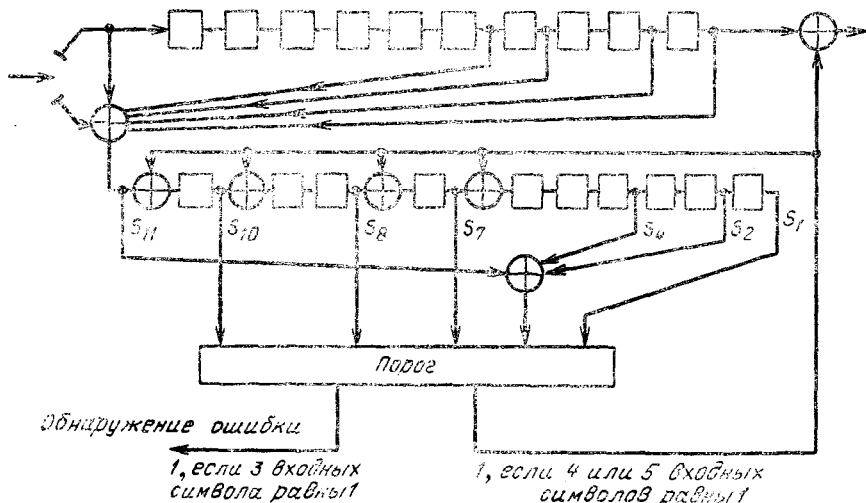 S₁₁ S₁₀ S₈ S₇ S₄ S₂ S₁
Порог
Обнаружение ошибки
1, если 3 входных
символа равны 1
1, если 4 или 5 входных
символов равны 1